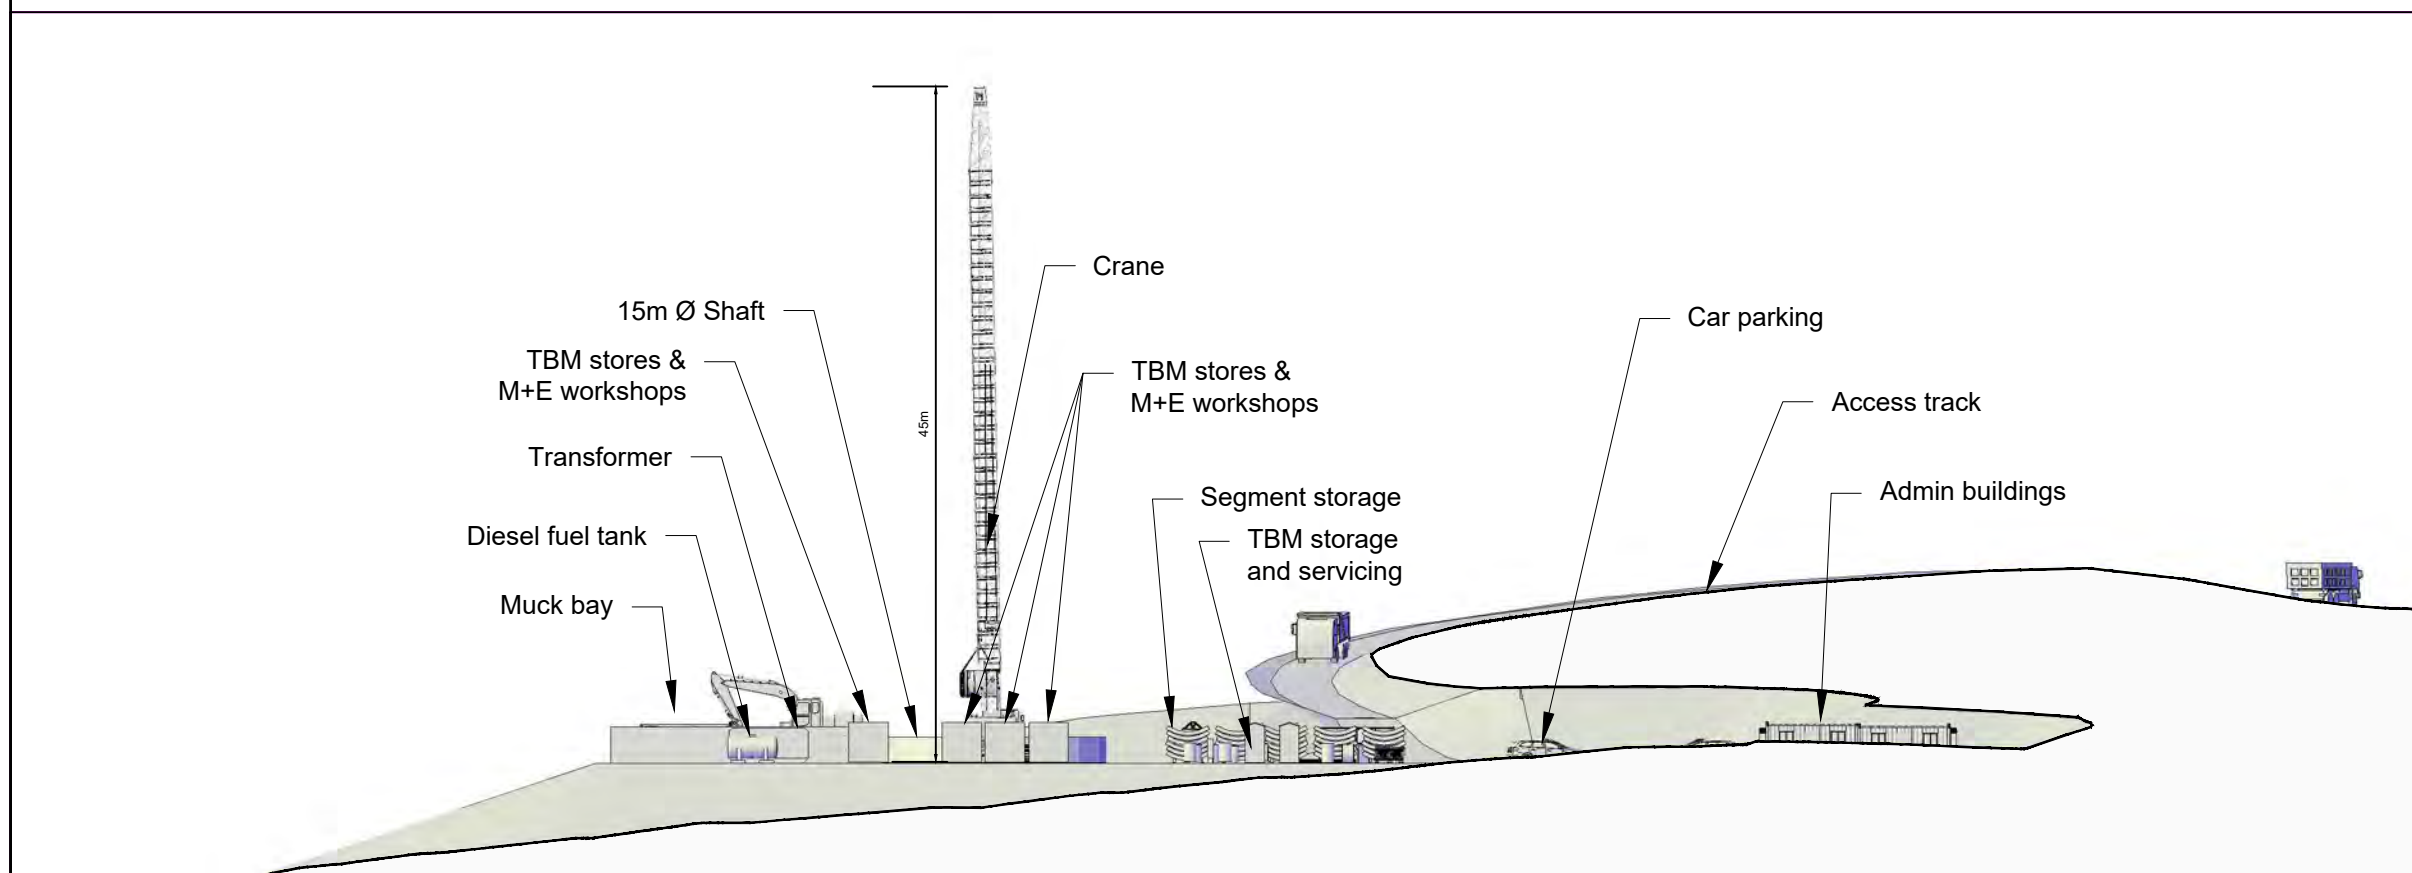 Crane
15m Ø Shaft
Car parking
TBM stores &
M+E workshops
TBM stores &
M+E workshops
Access track
45m
Transformer
Segment storage
Admin buildings
Diesel fuel tank
TBM storage
and servicing
Muck bay